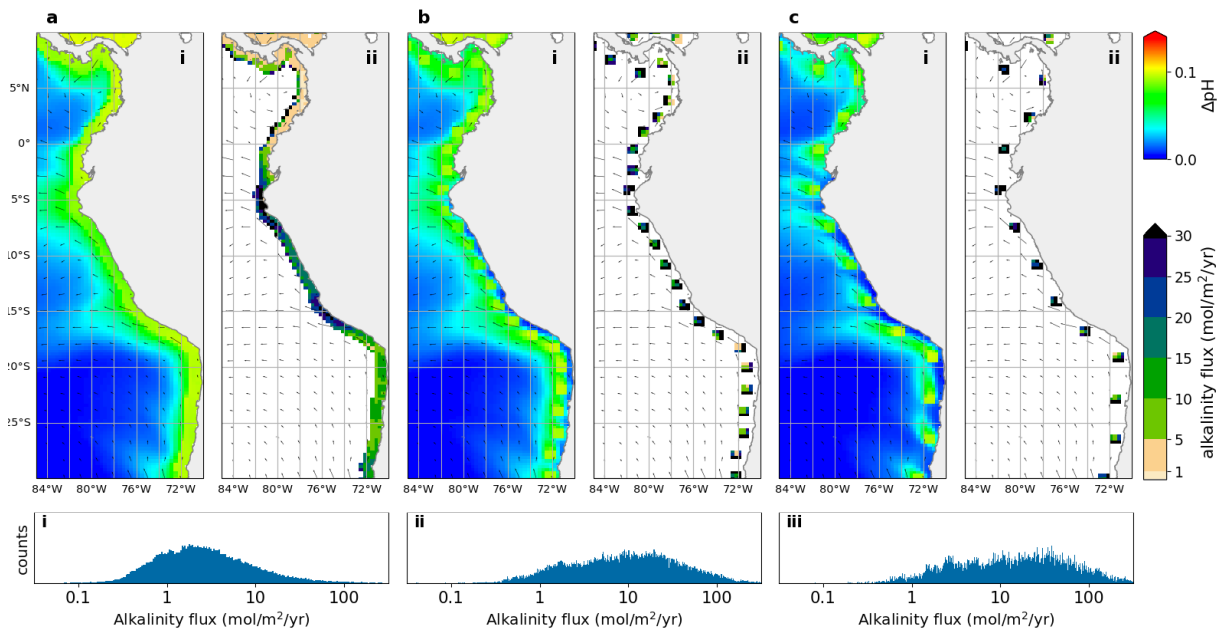 a
b
c
i
ii
i
ii
i
ii
5°N
0°
5°S
10°S
15°S
20°S
25°S
84°W 80°W 76°W 72°W
84°W 80°W 76°W 72°W
84°W 80°W 76°W 72°W
84°W 80°W 76°W 72°W
84°W 80°W 76°W 72°W
84°W 80°W 76°W 72°W
0.1
0.0
ΔpH
30
25
20
15
10
5
1
alkalinity flux (mol/m²/yr)
i
ii
iii
counts
0.1 1 10 100
0.1 1 10 100
0.1 1 10 100
Alkalinity flux (mol/m²/yr)
Alkalinity flux (mol/m²/yr)
Alkalinity flux (mol/m²/yr)